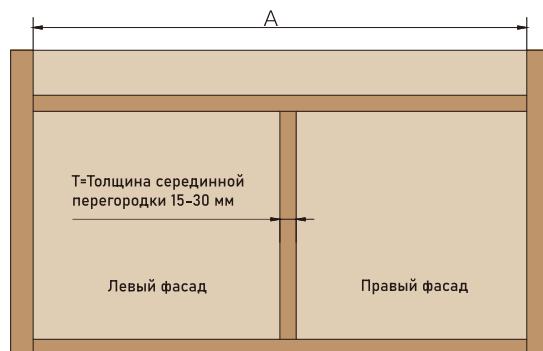 A
T=Толщина серединной
перегородки 15-30 мм
Левый фасад
Правый фасад